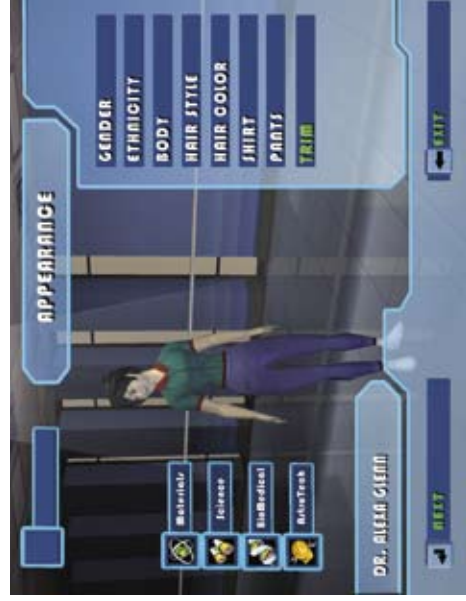 APPEARANCE
GENDER
ETHNICITY
BODY
HAIR STYLE
HAIR COLOR
SHIRT
PANTS
TRIM
Materials
Science
BioMedical
AstroTech
DR. ALEXA GLENN
NEXT
EXIT